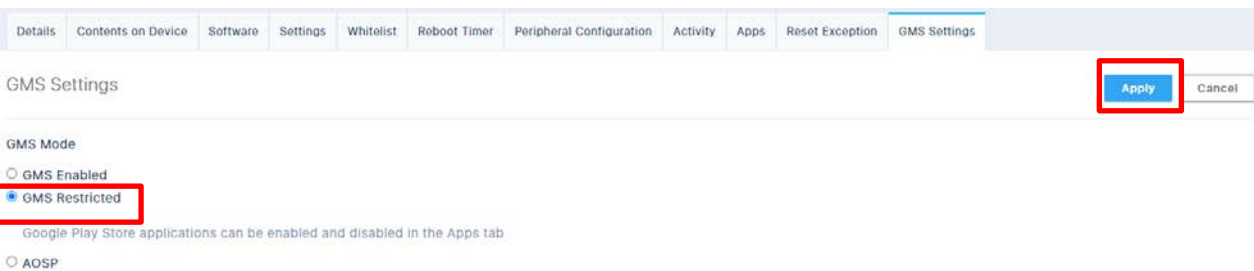 Details Contents on Device Software Settings Whitelist Reboot Timer Peripheral Configuration Activity Apps Reset Exception GMS Settings
GMS Settings Apply Cancel
GMS Mode
GMS Enabled
GMS Restricted
Google Play Store applications can be enabled and disabled in the Apps tab
AOSP